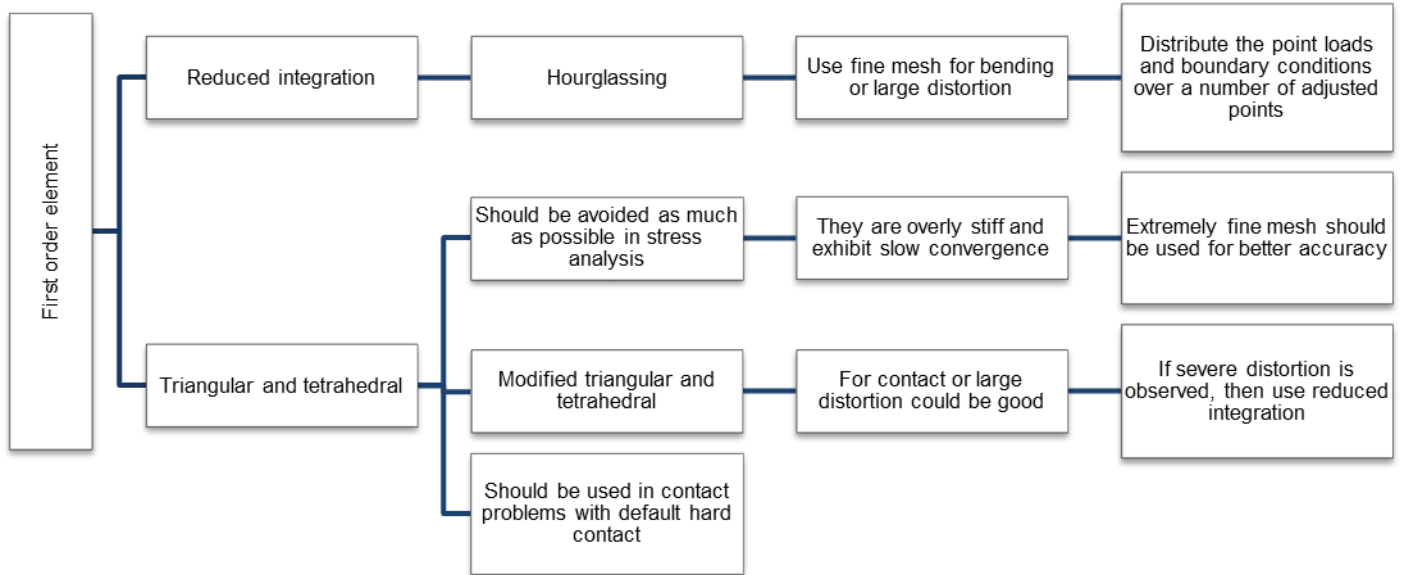 First order element
Reduced integration
Hourglassing
Use fine mesh for bending
or large distortion
Distribute the point loads
and boundary conditions
over a number of adjusted
points
Triangular and tetrahedral
Should be avoided as much
as possible in stress
analysis
They are overly stiff and
exhibit slow convergence
Extremely fine mesh should
be used for better accuracy
Modified triangular and
tetrahedral
For contact or large
distortion could be good
If severe distortion is
observed, then use reduced
integration
Should be used in contact
problems with default hard
contact